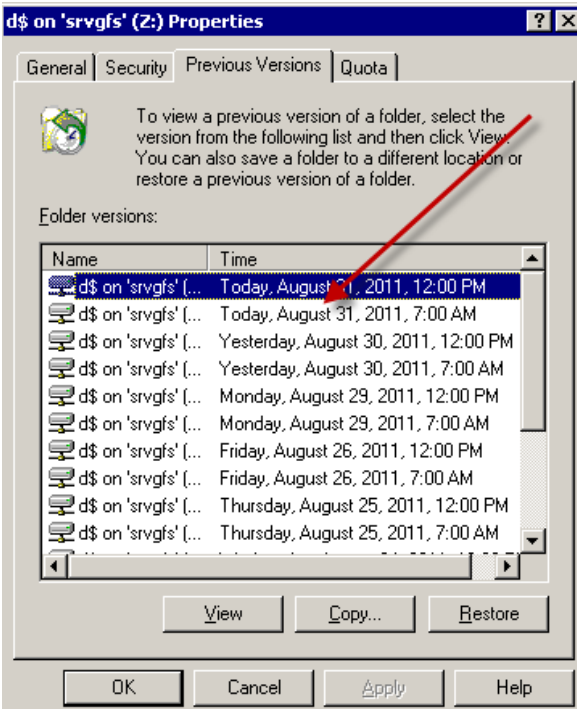 d$ on 'srvgfs' (Z:) Properties
General Security Previous Versions Quota
To view a previous version of a folder, select the
version from the following list and then click View.
You can also save a folder to a different location or
restore a previous version of a folder.
Folder versions:
Name Time
d$ on 'srvgfs' (... Today, August 31, 2011, 12:00 PM
d$ on 'srvgfs' (... Today, August 31, 2011, 7:00 AM
d$ on 'srvgfs' (... Yesterday, August 30, 2011, 12:00 PM
d$ on 'srvgfs' (... Yesterday, August 30, 2011, 7:00 AM
d$ on 'srvgfs' (... Monday, August 29, 2011, 12:00 PM
d$ on 'srvgfs' (... Monday, August 29, 2011, 7:00 AM
d$ on 'srvgfs' (... Friday, August 26, 2011, 12:00 PM
d$ on 'srvgfs' (... Friday, August 26, 2011, 7:00 AM
d$ on 'srvgfs' (... Thursday, August 25, 2011, 12:00 PM
d$ on 'srvgfs' (... Thursday, August 25, 2011, 7:00 AM
View Copy... Restore
OK Cancel Apply Help